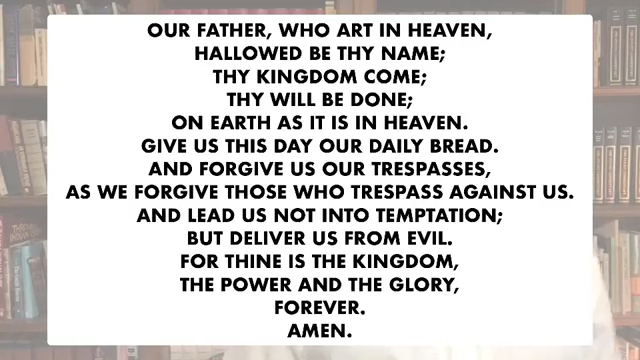 OUR FATHER, WHO ART IN HEAVEN,
HALLOWED BE THY NAME;
THY KINGDOM COME;
THY WILL BE DONE;
ON EARTH AS IT IS IN HEAVEN.
GIVE US THIS DAY OUR DAILY BREAD.
AND FORGIVE US OUR TRESPASSES,
AS WE FORGIVE THOSE WHO TRESPASS AGAINST US.
AND LEAD US NOT INTO TEMPTATION;
BUT DELIVER US FROM EVIL.
FOR THINE IS THE KINGDOM,
THE POWER AND THE GLORY,
FOREVER.
AMEN.